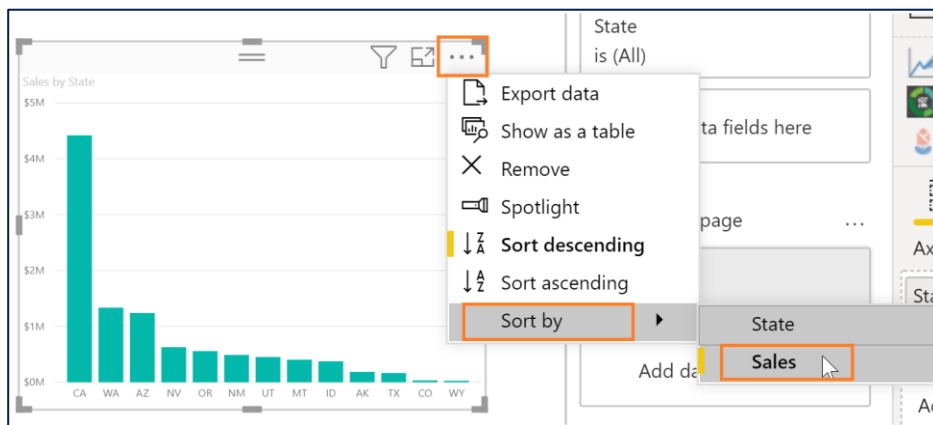 State
is (All)
Sales by State
$5M
$4M
$3M
$2M
$1M
$0M
CA WA AZ NV OR NM UT MT ID AK TX CO WY
Export data
Show as a table
Remove
Spotlight
Sort descending
Sort ascending
Sort by
State
Sales
ta fields here
page
Add da
Ax
Sta
A